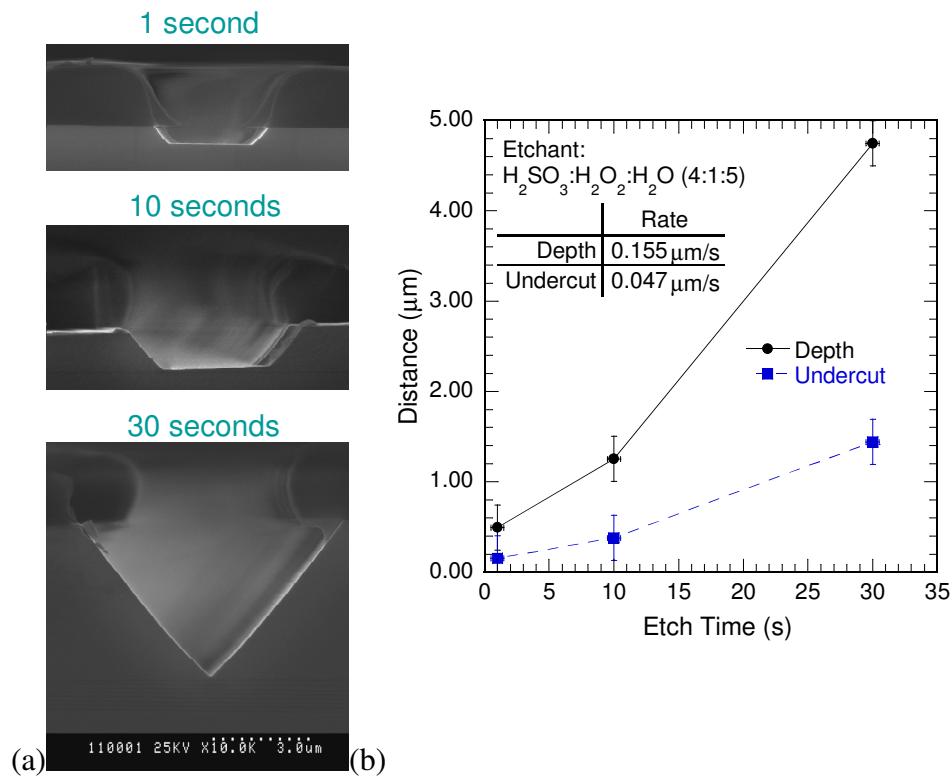 1 second
10 seconds
30 seconds
110001 25KV X10.0K 3.0um
(a)
5.00
4.00
3.00
2.00
1.00
0.00
Distance (μm)
Etchant:
H₂SO₃:H₂O₂:H₂O (4:1:5)
Rate
Depth 0.155 μm/s
Undercut 0.047 μm/s
Depth
Undercut
0 5 10 15 20 25 30 35
Etch Time (s)
(b)